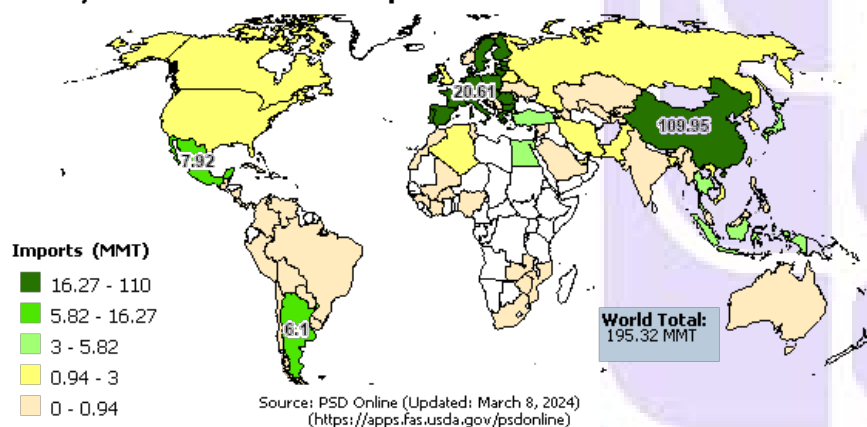 20.61
109.95
7.92
6.1
Imports (MMT)
16.27 - 110
5.82 - 16.27
3 - 5.82
0.94 - 3
0 - 0.94
World Total:
195.32 MMT
Source: PSD Online (Updated: March 8, 2024)
(https://apps.fas.usda.gov/psdonline)